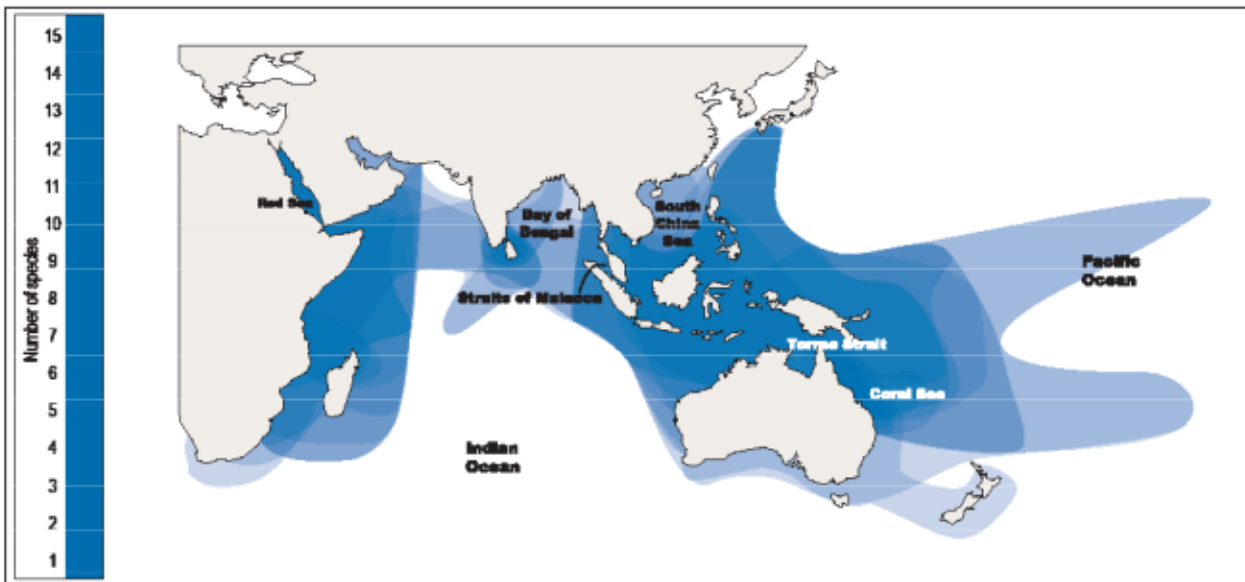 15
14
13
12
11
10
9
8
7
6
5
4
3
2
1
Number of species
Red Sea
Bay of
Bengal
South
China
Sea
Straits of Malacca
Pacific
Ocean
Torres Strait
Coral Sea
Indian
Ocean